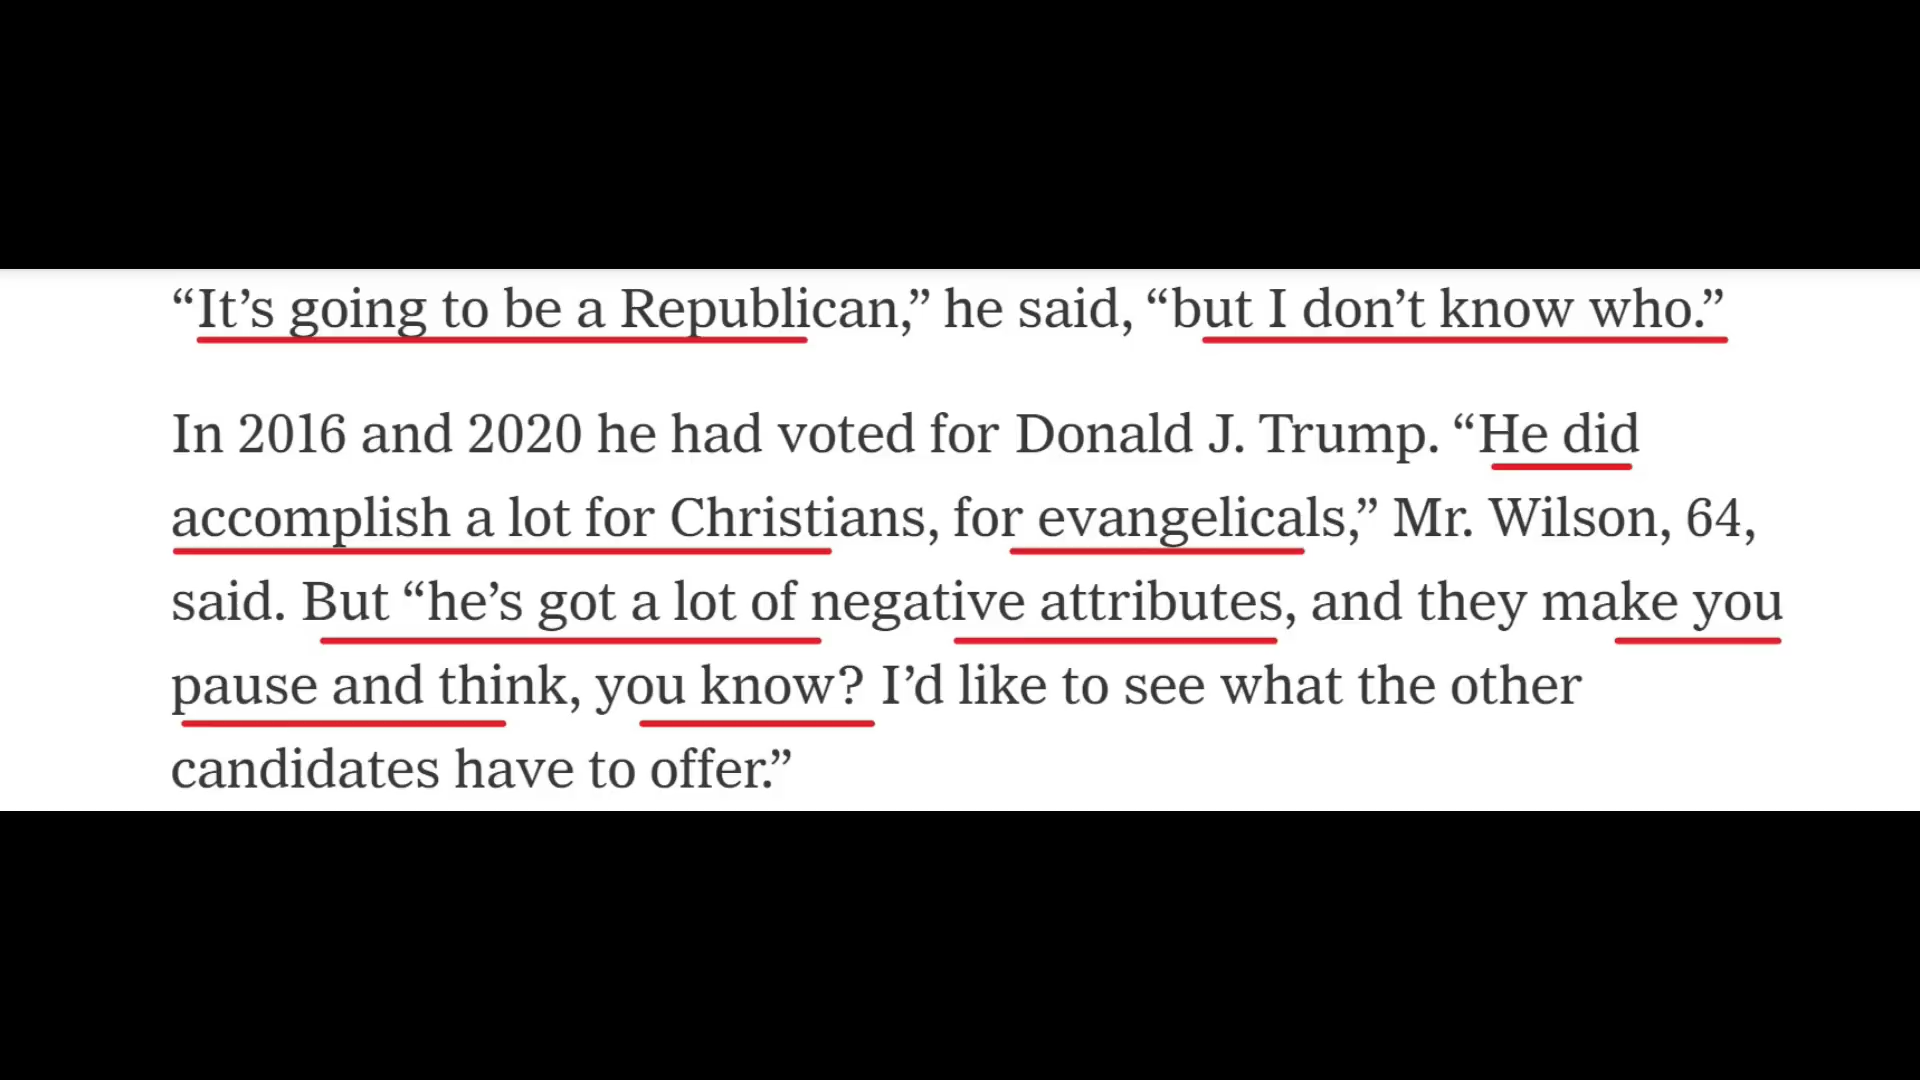 “It’s going to be a Republican,” he said, “but I don’t know who.”
In 2016 and 2020 he had voted for Donald J. Trump. “He did
accomplish a lot for Christians, for evangelicals,” Mr. Wilson, 64,
said. But “he’s got a lot of negative attributes, and they make you
pause and think, you know? I’d like to see what the other
candidates have to offer.”